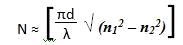 N ≈ [ πd/λ √ (n₁² – n₂²) ]